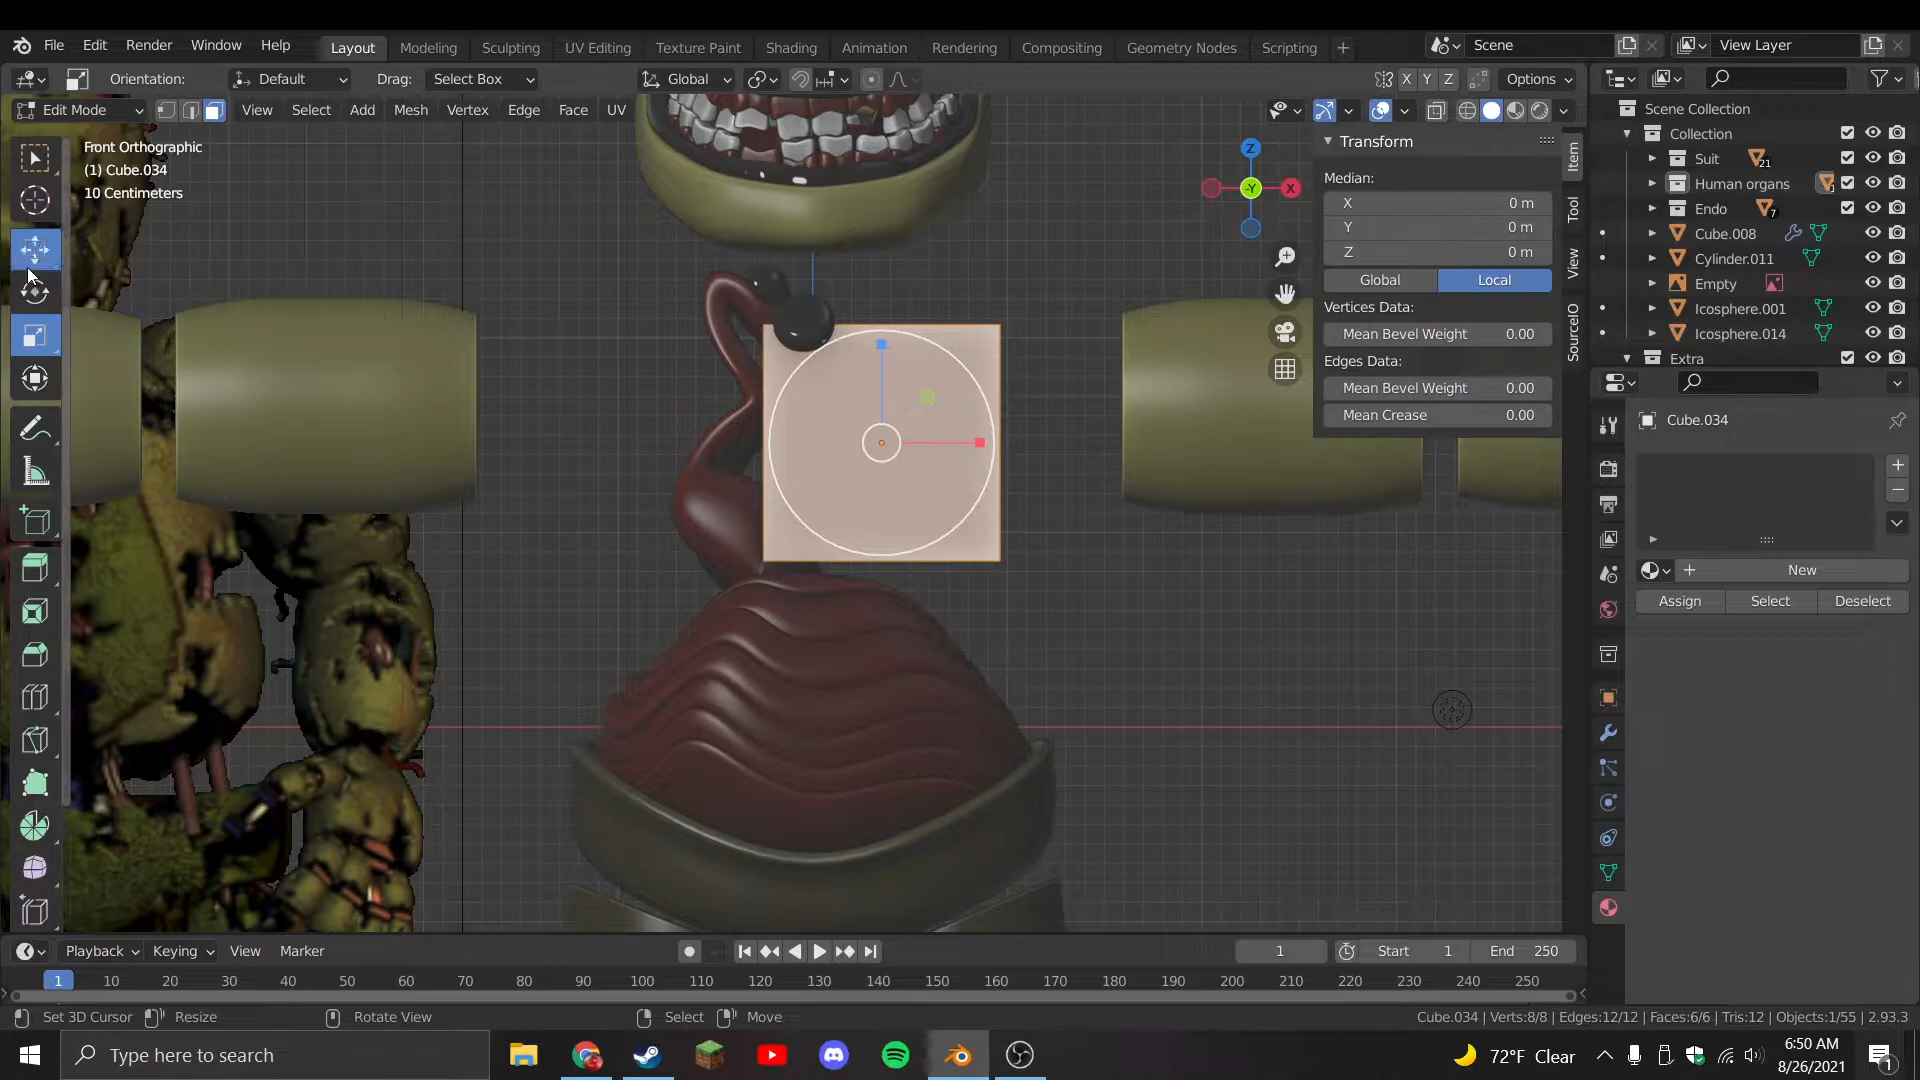 File Edit Render Window Help Layout Modeling Sculpting UV Editing Texture Paint Shading Animation Rendering Compositing Geometry Nodes Scripting + Scene View Layer
Orientation: Default Drag: Select Box Global X Y Z Options
Edit Mode View Select Add Mesh Vertex Edge Face UV
Front Orthographic
(1) Cube.034
10 Centimeters
Z
-Y X
Transform
Median:
X 0 m
Y 0 m
Z 0 m
Global Local
Vertices Data:
Mean Bevel Weight 0.00
Edges Data:
Mean Bevel Weight 0.00
Mean Crease 0.00
Item
Tool
View
SourceIO
Scene Collection
Collection
Suit 21
Human organs
Endo 7
Cube.008
Cylinder.011
Empty
Icosphere.001
Icosphere.014
Extra
Cube.034
New
Assign Select Deselect
Playback Keying View Marker 1 Start 1 End 250
1 10 20 30 40 50 60 70 80 90 100 110 120 130 140 150 160 170 180 190 200 210 220 230 240 250
Set 3D Cursor Resize Rotate View Select Move Cube.034 | Verts:8/8 | Edges:12/12 | Faces:6/6 | Tris:12 | Objects:1/55 | 2.93.3
Type here to search 72°F Clear 6:50 AM
8/26/2021 1